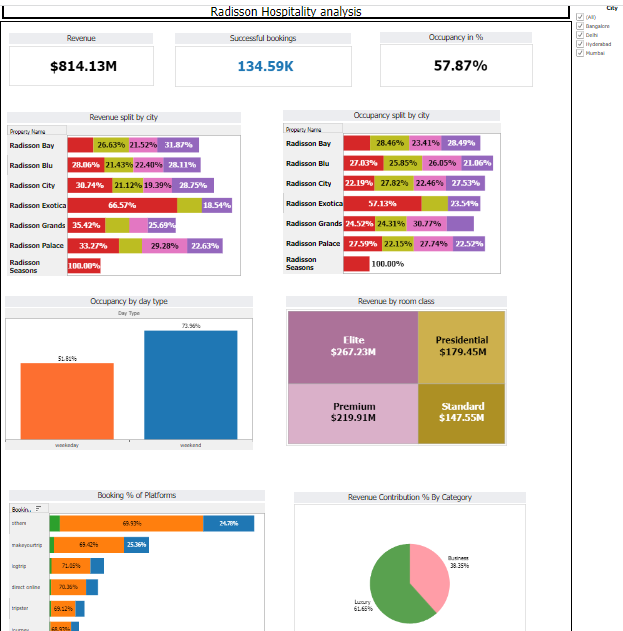 Radisson Hospitality analysis
City
(All)
Bangalore
Delhi
Hyderabad
Mumbai
Revenue
$814.13M
Successful bookings
134.59K
Occupancy in %
57.87%
Revenue split by city
Property Name
Radisson Bay 26.63% 21.52% 31.87%
Radisson Blu 28.06% 21.43% 22.40% 28.11%
Radisson City 30.74% 21.12% 19.39% 28.75%
Radisson Exotica 66.57% 18.54%
Radisson Grands 35.42% 25.69%
Radisson Palace 33.27% 29.28% 22.63%
Radisson
Seasons
100.00%
Occupancy split by city
Property Name
Radisson Bay 28.46% 23.41% 28.49%
Radisson Blu 27.03% 25.85% 26.05% 21.06%
Radisson City 22.19% 27.82% 22.46% 27.53%
Radisson Exotica 57.13% 23.54%
Radisson Grands 24.52% 24.31% 30.77%
Radisson Palace 27.59% 22.15% 27.74% 22.52%
Radisson
Seasons
100.00%
Occupancy by day type
Day Type
51.81%
73.96%
weekeday
weekend
Revenue by room class
Elite
$267.23M
Presidential
$179.45M
Premium
$219.91M
Standard
$147.55M
Booking % of Platforms
Bookin..
others 69.93% 24.78%
makeyourtrip 69.42% 25.36%
logtrip 71.05%
direct online 70.36%
tripster 69.12%
journey
Revenue Contribution % By Category
Business
38.35%
Luxury
61.65%